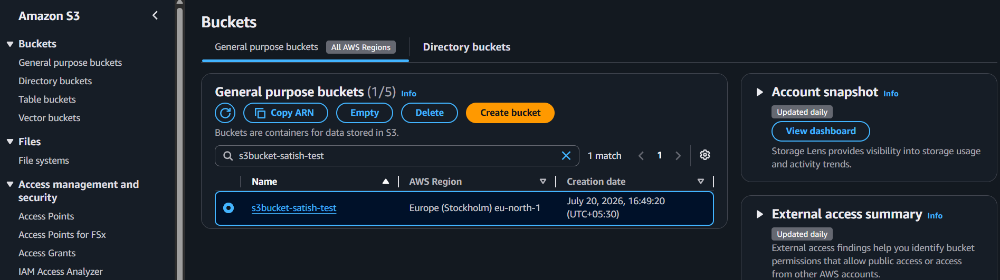 Amazon S3
Buckets
General purpose buckets
Directory buckets
Table buckets
Vector buckets
Files
File systems
Access management and
security
Access Points
Access Points for FSx
Access Grants
IAM Access Analyzer
Buckets
General purpose buckets All AWS Regions Directory buckets
General purpose buckets (1/5) Info
Copy ARN Empty Delete Create bucket
Buckets are containers for data stored in S3.
s3bucket-satish-test 1 match 1
Name AWS Region Creation date
s3bucket-satish-test Europe (Stockholm) eu-north-1 July 20, 2026, 16:49:20
(UTC+05:30)
Account snapshot Info
Updated daily
View dashboard
Storage Lens provides visibility into storage usage
and activity trends.
External access summary Info
Updated daily
External access findings help you identify bucket
permissions that allow public access or access
from other AWS accounts.